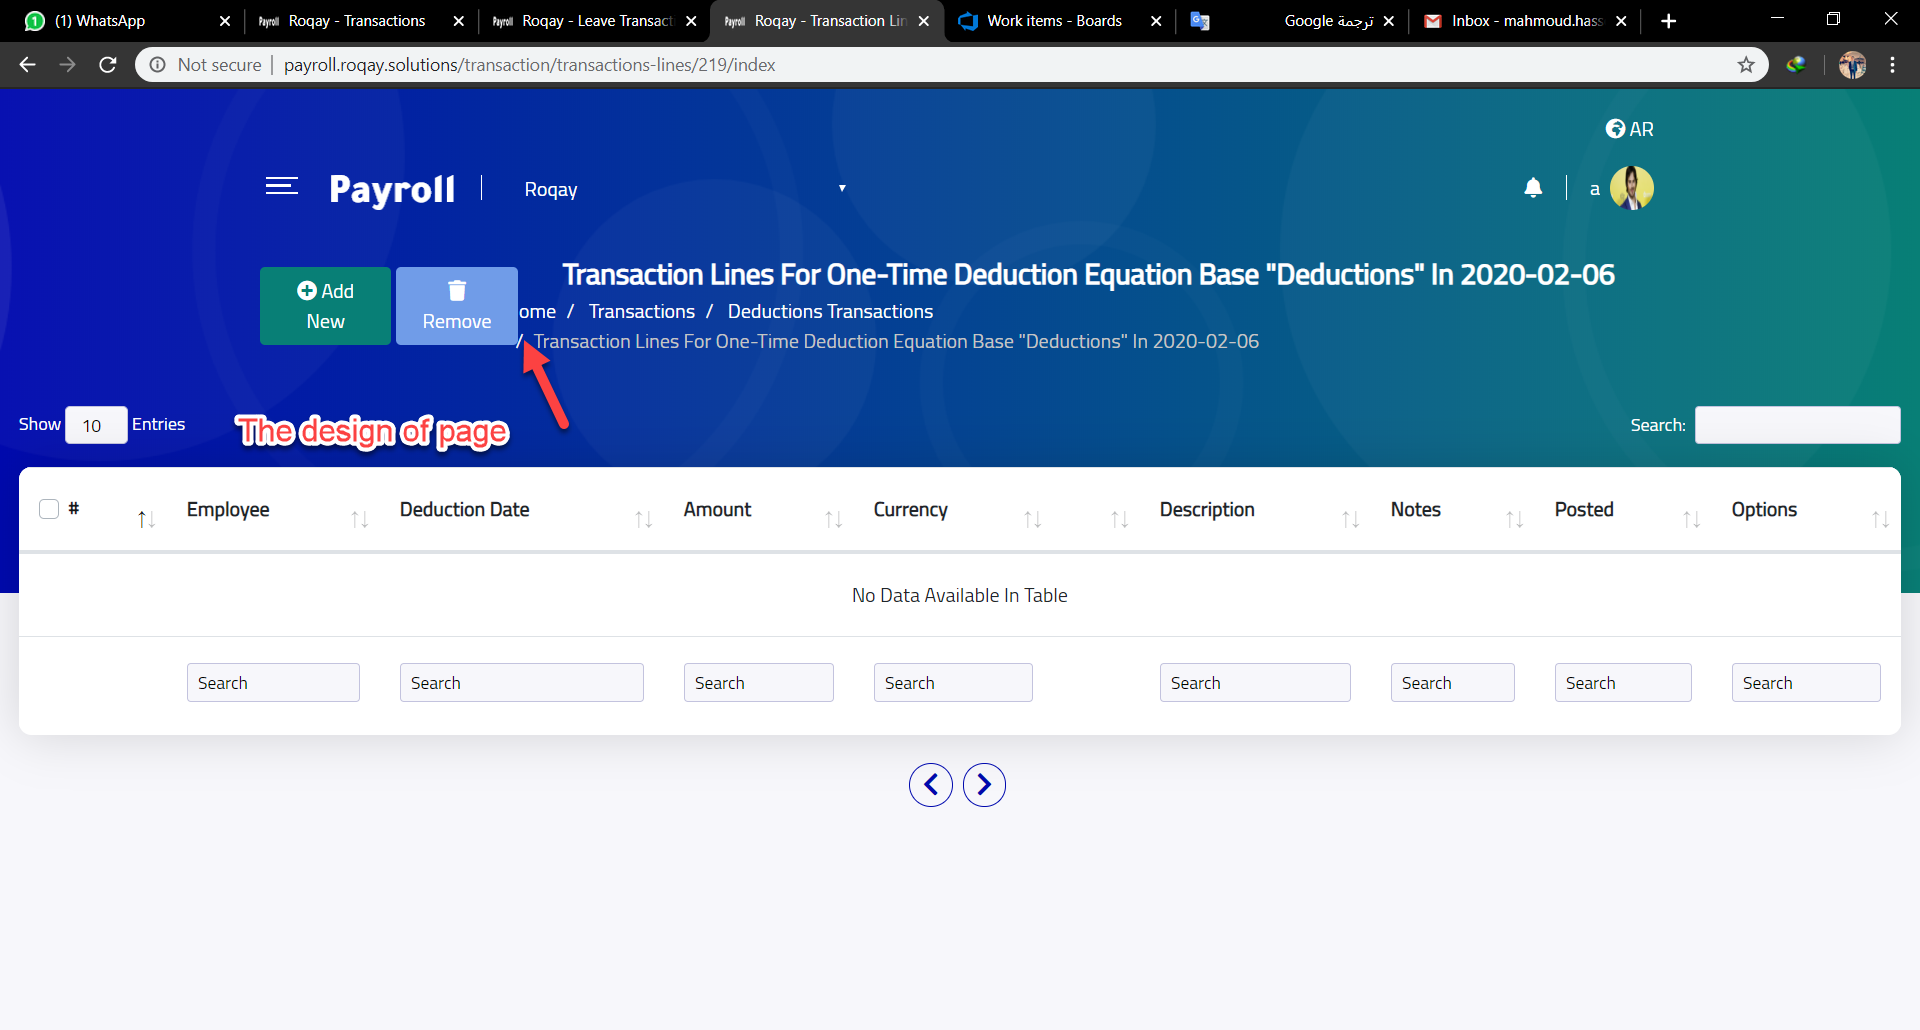 (1) WhatsApp
Payroll Roqay - Transactions
Payroll Roqay - Leave Transact
Payroll Roqay - Transaction Lin
Work items - Boards
ترجمة Google
Inbox - mahmoud.hass
Not secure | payroll.roqay.solutions/transaction/transactions-lines/219/index
AR
Payroll | Roqay
a
Transaction Lines For One-Time Deduction Equation Base "Deductions" In 2020-02-06
Add New
Remove
ome / Transactions / Deductions Transactions
/ Transaction Lines For One-Time Deduction Equation Base "Deductions" In 2020-02-06
Show 10 Entries
The design of page
Search:
# Employee Deduction Date Amount Currency Description Notes Posted Options
No Data Available In Table
Search Search Search Search Search Search Search Search